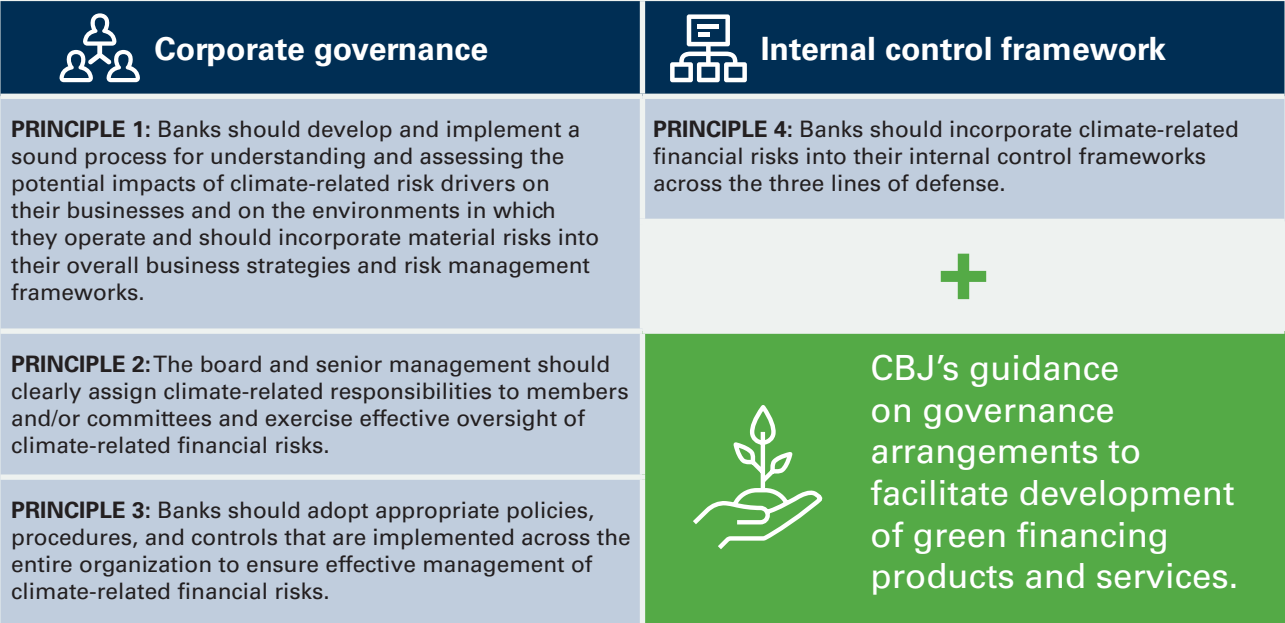 Corporate governance
PRINCIPLE 1: Banks should develop and implement a
sound process for understanding and assessing the
potential impacts of climate-related risk drivers on
their businesses and on the environments in which
they operate and should incorporate material risks into
their overall business strategies and risk management
frameworks.
PRINCIPLE 2: The board and senior management should
clearly assign climate-related responsibilities to members
and/or committees and exercise effective oversight of
climate-related financial risks.
PRINCIPLE 3: Banks should adopt appropriate policies,
procedures, and controls that are implemented across the
entire organization to ensure effective management of
climate-related financial risks.
Internal control framework
PRINCIPLE 4: Banks should incorporate climate-related
financial risks into their internal control frameworks
across the three lines of defense.
+
CBJ's guidance
on governance
arrangements to
facilitate development
of green financing
products and services.